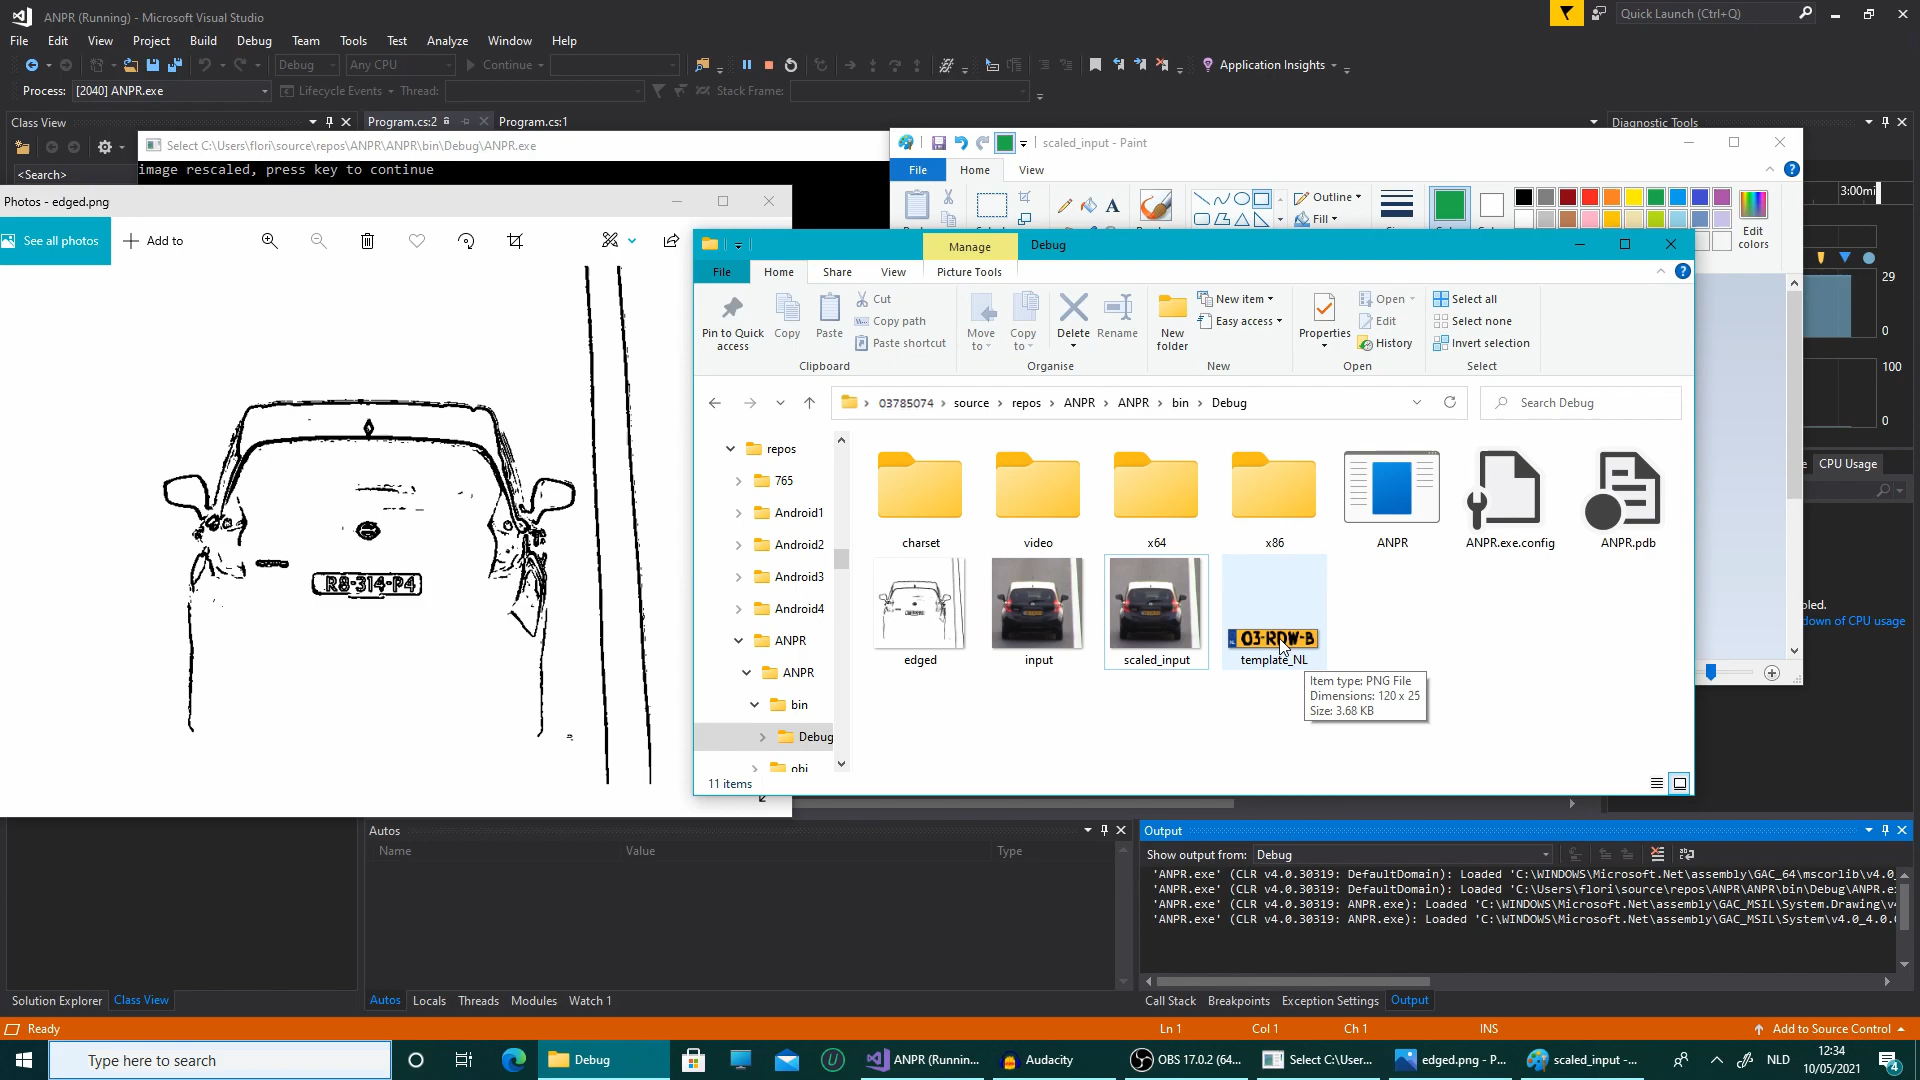 ANPR (Running) - Microsoft Visual Studio
Quick Launch (Ctrl+Q)
File Edit View Project Build Debug Team Tools Test Analyze Window Help
Debug Any CPU Continue Application Insights
Process: [2040] ANPR.exe Lifecycle Events Thread: Stack Frame:
Class View Program.cs:2 Program.cs:1 Diagnostic Tools
<Search>
Select C:\Users\flori\source\repos\ANPR\ANPR\bin\Debug\ANPR.exe
image rescaled, press key to continue
scaled_input - Paint
File Home View
Outline
Fill
Edit
colors
3:00mi
29
0
100
0
CPU Usage
Photos - edged.png
See all photos Add to
R8-314-P4
Manage Debug
File Home Share View Picture Tools
Pin to Quick
access
Copy
Paste
Cut
Copy path
Paste shortcut
Clipboard
Move
to
Copy
to
Delete
Rename
Organise
New
folder
New item
Easy access
New
Properties
Open
Edit
History
Open
Select all
Select none
Invert selection
Select
03785074 source repos ANPR ANPR bin Debug
Search Debug
repos
765
Android1
Android2
Android3
Android4
ANPR
ANPR
bin
Debug
obj
charset video x64 x86 ANPR ANPR.exe.config ANPR.pdb
03-RDW-B
edged input scaled_input template_NL
Item type: PNG File
Dimensions: 120 x 25
Size: 3.68 KB
11 items
bled.
down of CPU usage
Autos
Name Value Type
Output
Show output from: Debug
'ANPR.exe' (CLR v4.0.30319: DefaultDomain): Loaded 'C:\WINDOWS\Microsoft.Net\assembly\GAC_64\mscorlib\v4.0_
'ANPR.exe' (CLR v4.0.30319: DefaultDomain): Loaded 'C:\Users\flori\source\repos\ANPR\ANPR\bin\Debug\ANPR.e
'ANPR.exe' (CLR v4.0.30319: ANPR.exe): Loaded 'C:\WINDOWS\Microsoft.Net\assembly\GAC_MSIL\System.Drawing\v4
'ANPR.exe' (CLR v4.0.30319: ANPR.exe): Loaded 'C:\WINDOWS\Microsoft.Net\assembly\GAC_MSIL\System\v4.0_4.0.0
Solution Explorer Class View Autos Locals Threads Modules Watch 1 Call Stack Breakpoints Exception Settings Output
Ready Ln 1 Col 1 Ch 1 INS Add to Source Control
Type here to search Debug ANPR (Runnin... Audacity OBS 17.0.2 (64... Select C:\User... edged.png - P... scaled_input -... NLD
12:34
10/05/2021
4